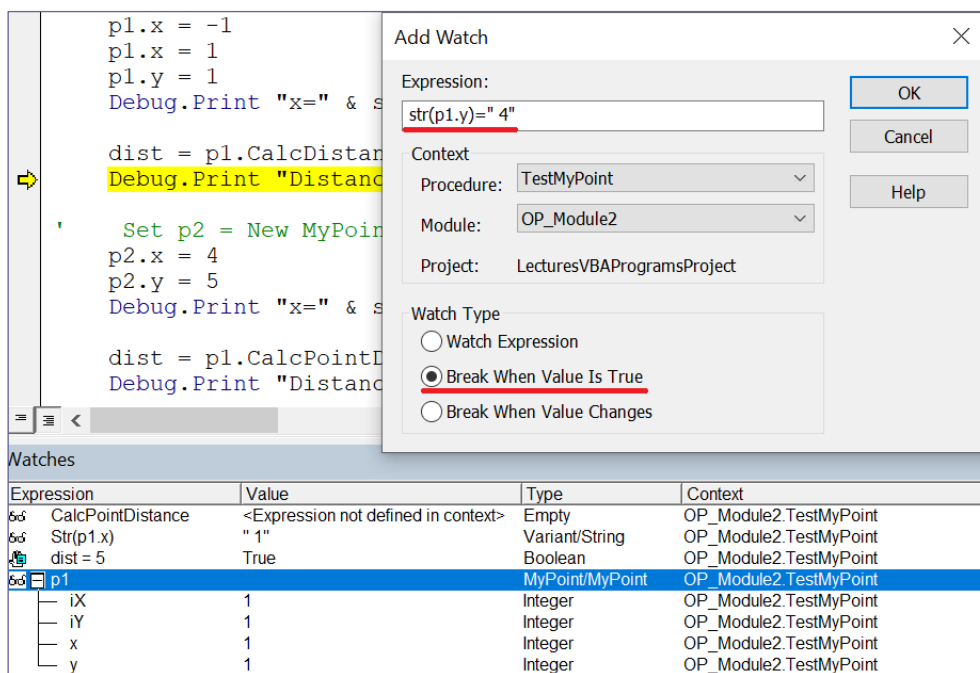 p1.x = -1
p1.x = 1
p1.y = 1
Debug.Print "x=" & s
dist = p1.CalcDistan
Debug.Print "Distanc
' Set p2 = New MyPoin
p2.x = 4
p2.y = 5
Debug.Print "x=" & s
dist = p1.CalcPointD
Debug.Print "Distanc
Add Watch
Expression:
str(p1.y)=" 4"
OK
Cancel
Help
Context
Procedure: TestMyPoint
Module: OP_Module2
Project: LecturesVBAProgramsProject
Watch Type
Watch Expression
Break When Value Is True
Break When Value Changes
Watches
Expression Value Type Context
CalcPointDistance <Expression not defined in context> Empty OP_Module2.TestMyPoint
Str(p1.x) " 1" Variant/String OP_Module2.TestMyPoint
dist = 5 True Boolean OP_Module2.TestMyPoint
p1 MyPoint/MyPoint OP_Module2.TestMyPoint
iX 1 Integer OP_Module2.TestMyPoint
iY 1 Integer OP_Module2.TestMyPoint
x 1 Integer OP_Module2.TestMyPoint
y 1 Integer OP_Module2.TestMyPoint